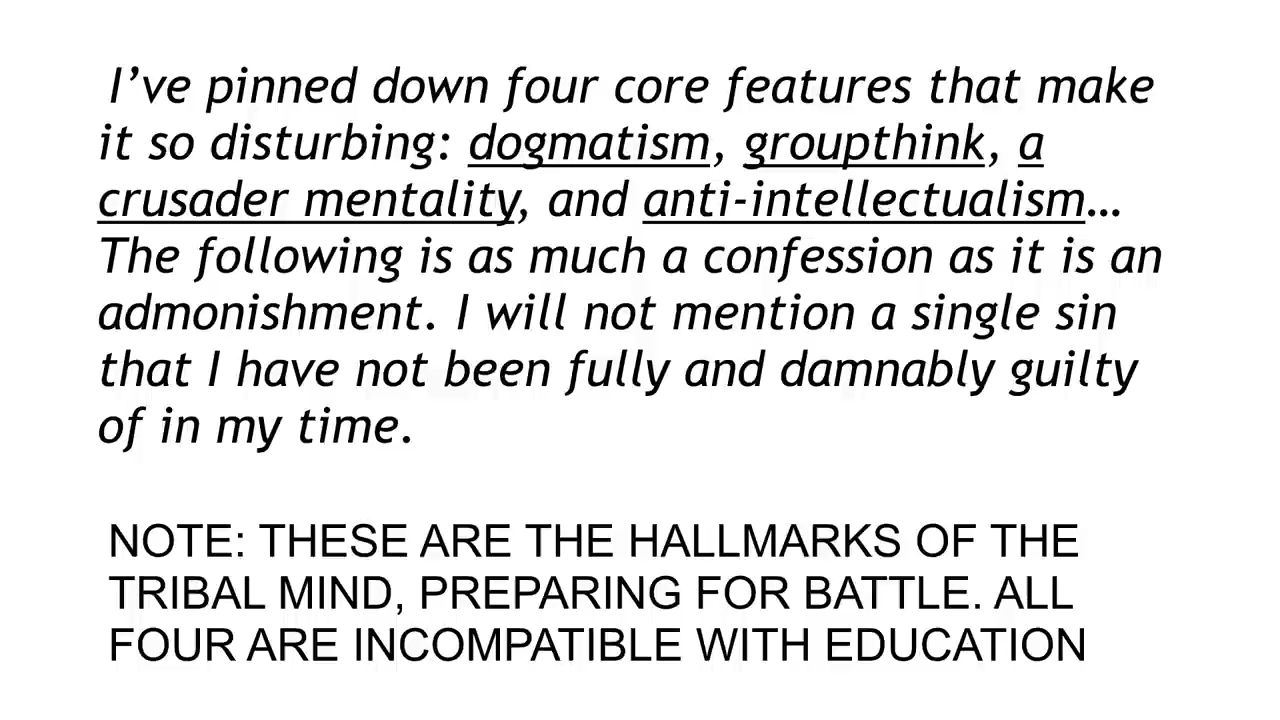 I’ve pinned down four core features that make
it so disturbing: dogmatism, groupthink, a
crusader mentality, and anti-intellectualism…
The following is as much a confession as it is an
admonishment. I will not mention a single sin
that I have not been fully and damnably guilty
of in my time.
NOTE: THESE ARE THE HALLMARKS OF THE
TRIBAL MIND, PREPARING FOR BATTLE. ALL
FOUR ARE INCOMPATIBLE WITH EDUCATION